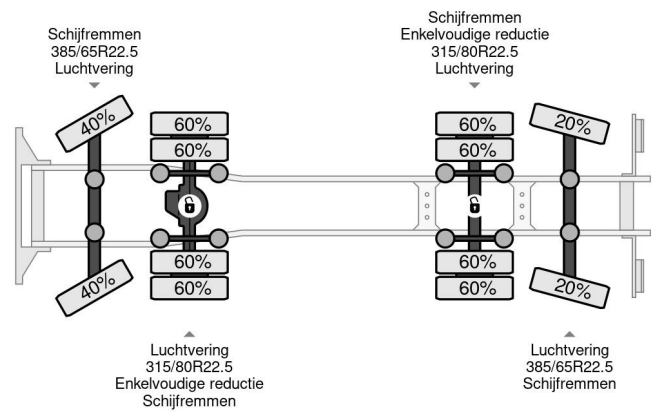 Schijfremmen
385/65R22.5
Luchtvering
Schijfremmen
Enkelvoudige reductie
315/80R22.5
Luchtvering
40%
60%
60%
60%
60%
20%
40%
60%
60%
60%
60%
20%
Luchtvering
315/80R22.5
Enkelvoudige reductie
Schijfremmen
Luchtvering
385/65R22.5
Schijfremmen